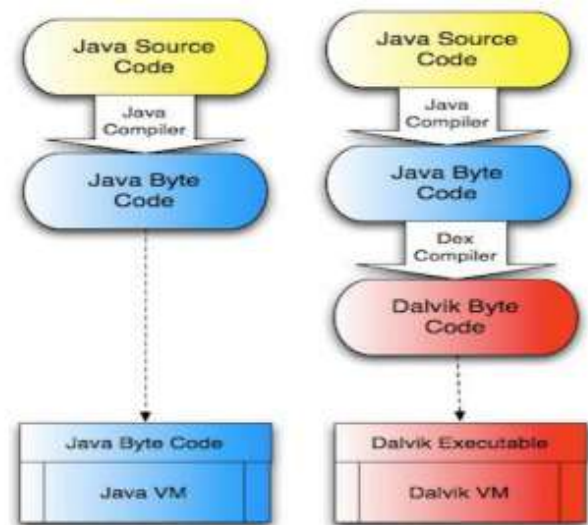 Java Source
Code
Java
Compiler
Java Byte
Code
Java Byte Code
Java VM
Java Source
Code
Java
Compiler
Java Byte
Code
Dex
Compiler
Dalvik Byte
Code
Dalvik Executable
Dalvik VM